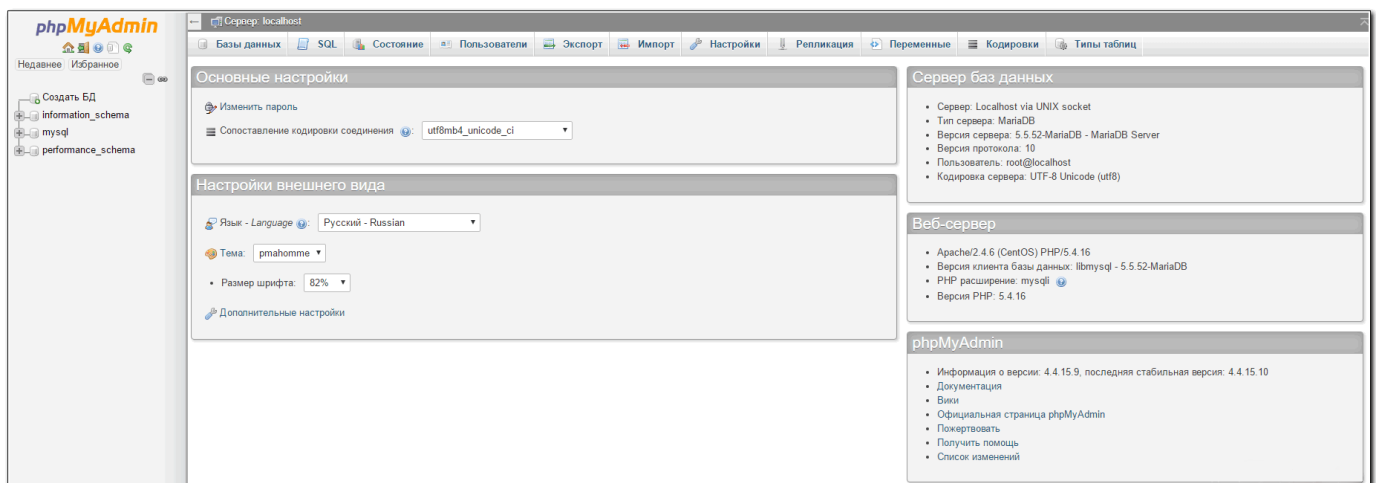 phpMyAdmin
Недавнее Избранное
Создать БД
information_schema
mysql
performance_schema
Сервер: localhost
Базы данных SQL Состояние Пользователи Экспорт Импорт Настройки Репликация Переменные Кодировки Типы таблиц
Основные настройки
Изменить пароль
Сопоставление кодировки соединения : utf8mb4_unicode_ci
Настройки внешнего вида
Язык - Language : Русский - Russian
Тема: pmahomme
Размер шрифта: 82%
Дополнительные настройки
Сервер баз данных
Сервер: Localhost via UNIX socket
Тип сервера: MariaDB
Версия сервера: 5.5.52-MariaDB - MariaDB Server
Версия протокола: 10
Пользователь: root@localhost
Кодировка сервера: UTF-8 Unicode (utf8)
Веб-сервер
Apache/2.4.6 (CentOS) PHP/5.4.16
Версия клиента базы данных: libmysql - 5.5.52-MariaDB
PHP расширение: mysqli
Версия PHP: 5.4.16
phpMyAdmin
Информация о версии: 4.4.15.9, последняя стабильная версия: 4.4.15.10
Документация
Вики
Официальная страница phpMyAdmin
Пожертвовать
Получить помощь
Список изменений